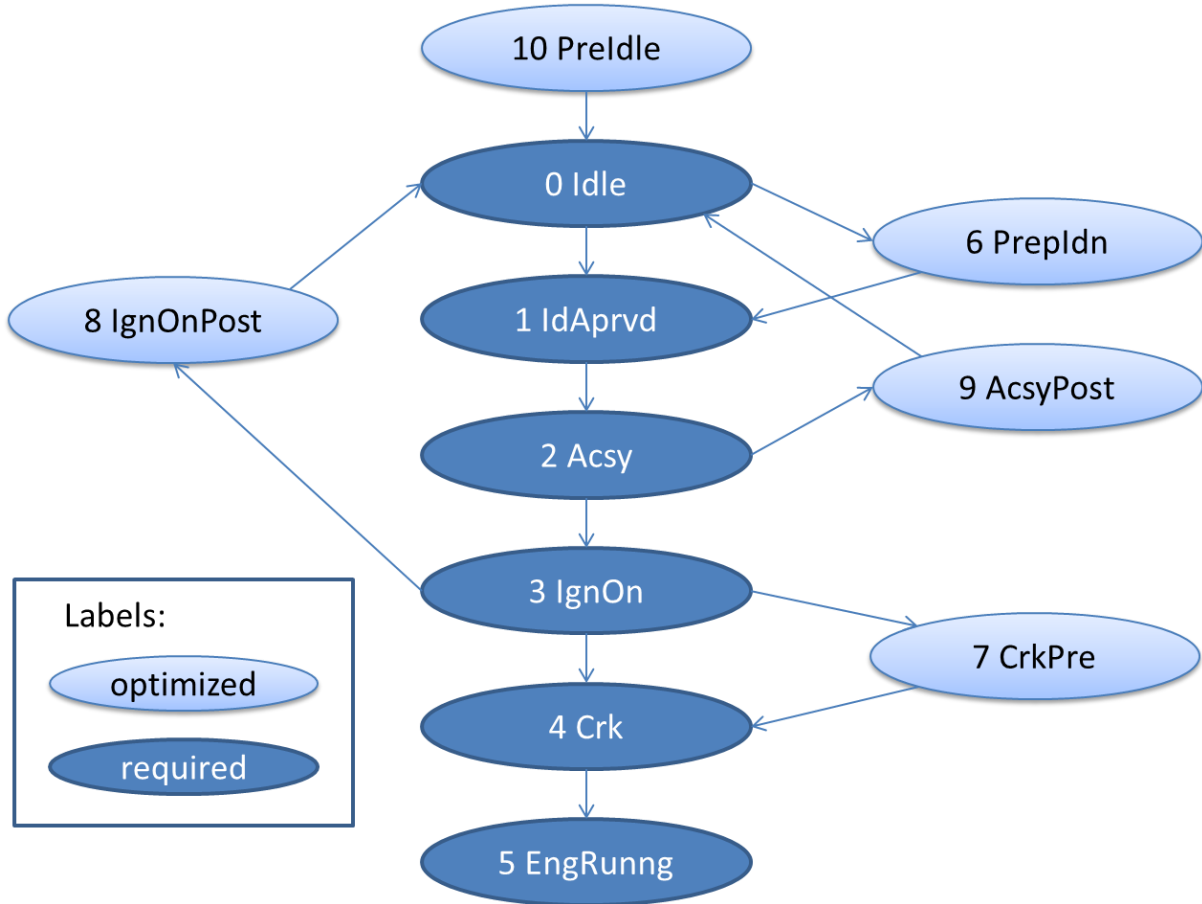 10 PreIdle
0 Idle
6 PrepIdn
8 IgnOnPost
1 IdAprvd
9 AcsyPost
2 Acsy
3 IgnOn
Labels:
7 CrkPre
optimized
4 Crk
required
5 EngRunng